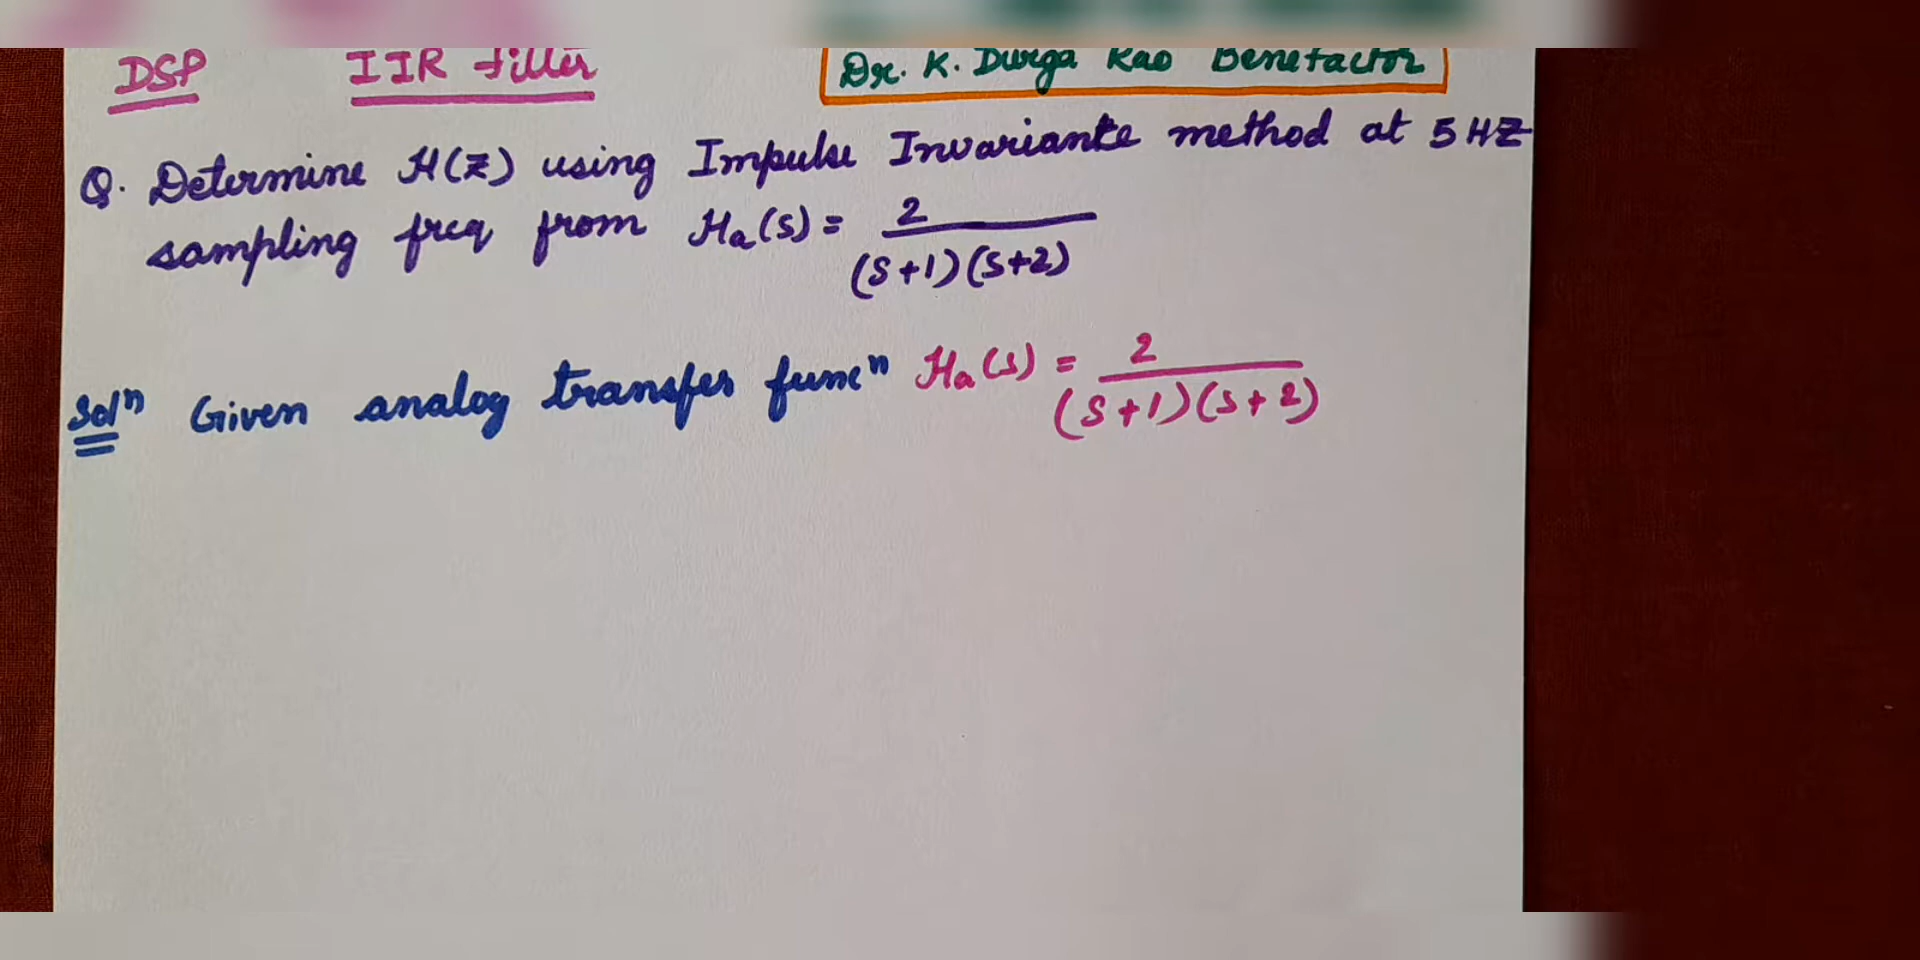 DSP IIR Filter Dr. K. Durga Rao Benefactor
Q. Determine H(Z) using Impulse Invariante method at 5 HZ
sampling freq from Ha(s) = 2 / (s+1)(s+2)
Solⁿ Given analog transfer funcⁿ Ha(s) = 2 / (s+1)(s+2)